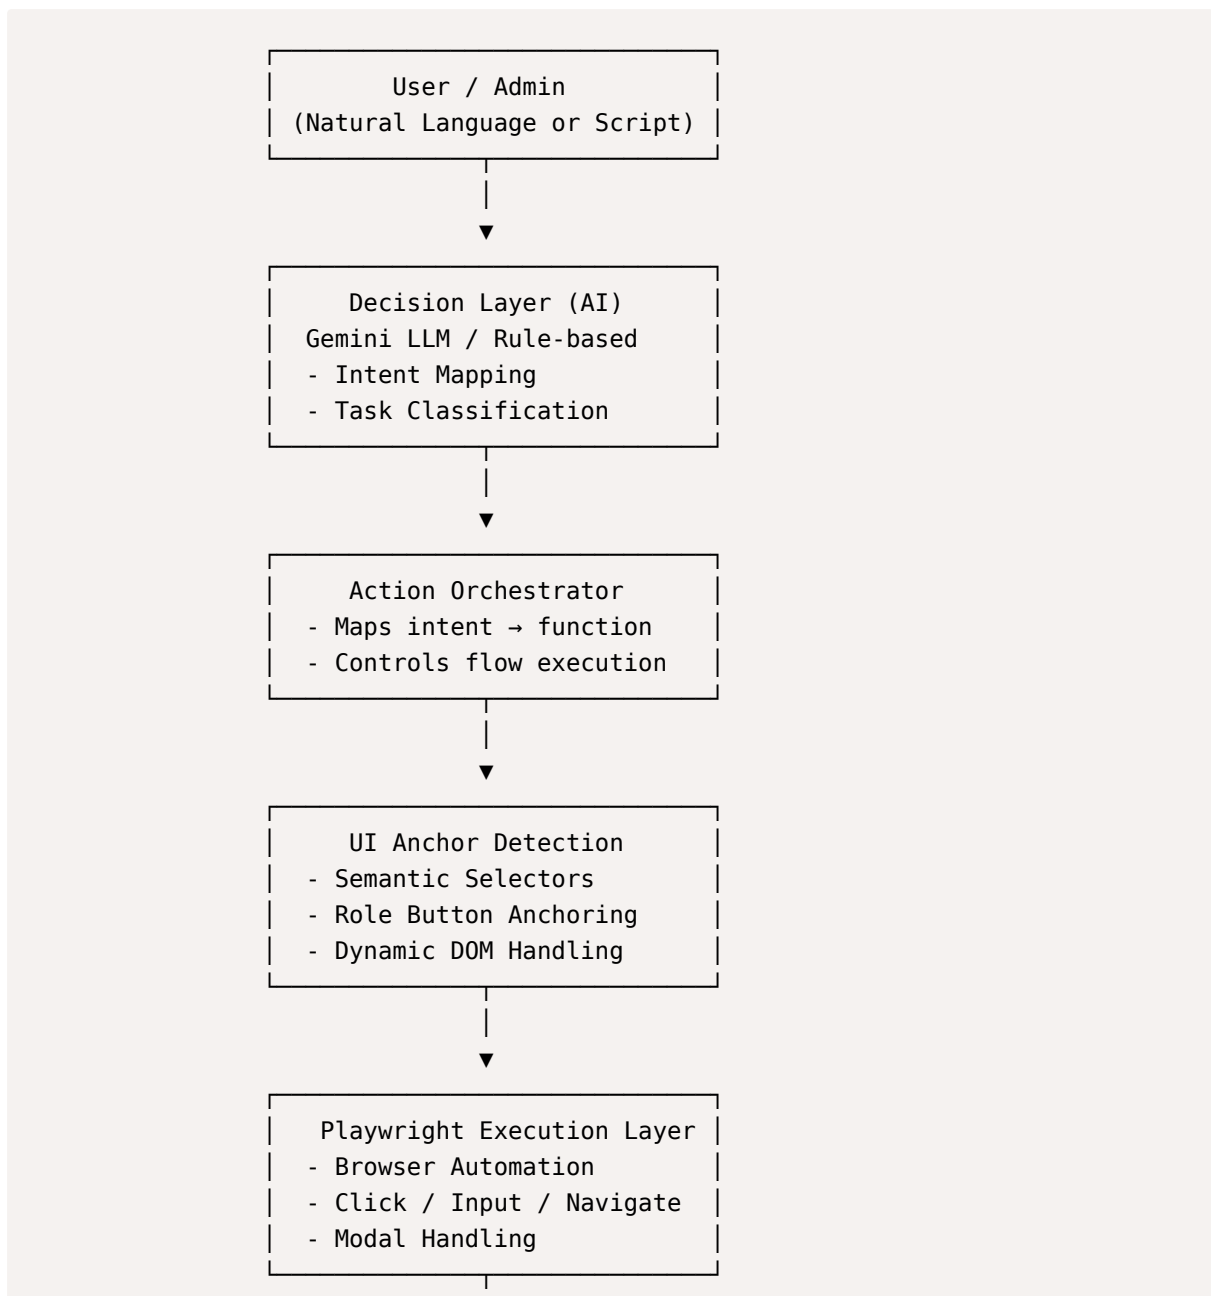 User / Admin
(Natural Language or Script)
Decision Layer (AI)
Gemini LLM / Rule-based
- Intent Mapping
- Task Classification
Action Orchestrator
- Maps intent → function
- Controls flow execution
UI Anchor Detection
- Semantic Selectors
- Role Button Anchoring
- Dynamic DOM Handling
Playwright Execution Layer
- Browser Automation
- Click / Input / Navigate
- Modal Handling